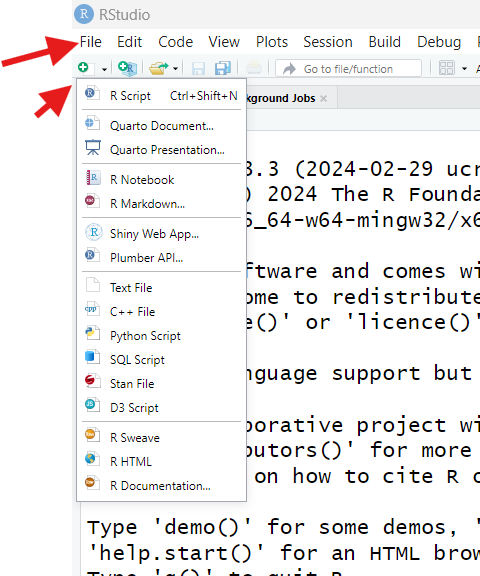 RStudio
File Edit Code View Plots Session Build Debug
Go to file/function
kground Jobs
R Script Ctrl+Shift+N
Quarto Document...
Quarto Presentation...
R Notebook
R Markdown...
Shiny Web App...
Plumber API...
Text File
C++ File
Python Script
SQL Script
Stan File
D3 Script
R Sweave
R HTML
R Documentation...
.3 (2024-02-29 ucr
) 2024 The R Founda
6_64-w64-mingw32/x6
ftware and comes wi
ome to redistribute
e()' or 'licence()'
nguage support but
orative project wi
butors()' for more
on how to cite R o
Type 'demo()' for some demos, '
'help.start()' for an HTML brow
Type 'q()' to quit R